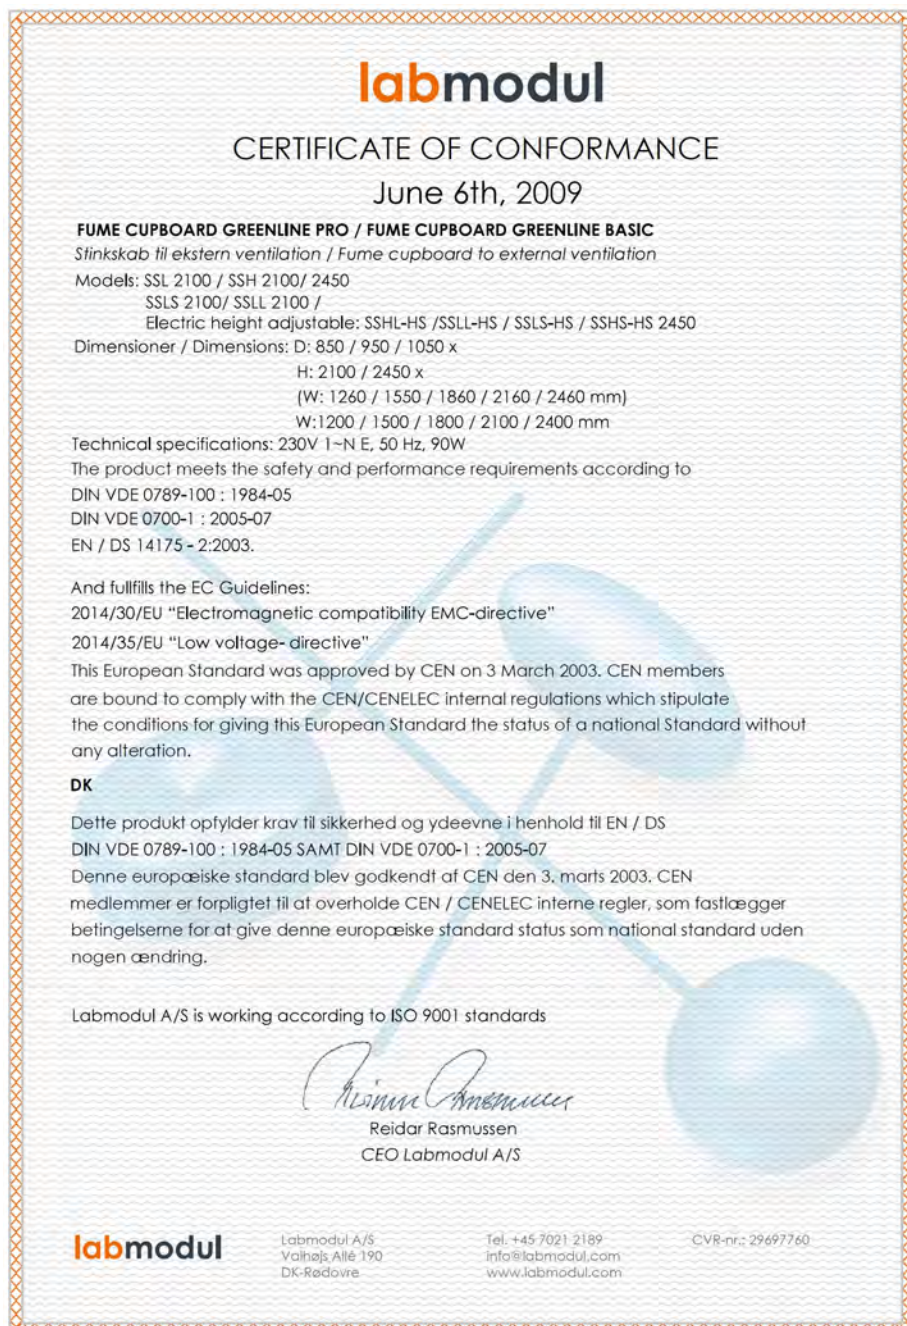 labmodul
CERTIFICATE OF CONFORMANCE
June 6th, 2009
FUME CUPBOARD GREENLINE PRO / FUME CUPBOARD GREENLINE BASIC
Stinkskab til ekstern ventilation / Fume cupboard to external ventilation
Models: SSL 2100 / SSH 2100/ 2450
SSLS 2100/ SSLL 2100 /
Electric height adjustable: SSHL-HS /SSLL-HS / SSLS-HS / SSHS-HS 2450
Dimensioner / Dimensions: D: 850 / 950 / 1050 x
H: 2100 / 2450 x
(W: 1260 / 1550 / 1860 / 2160 / 2460 mm)
W:1200 / 1500 / 1800 / 2100 / 2400 mm
Technical specifications: 230V 1~N E, 50 Hz, 90W
The product meets the safety and performance requirements according to
DIN VDE 0789-100 : 1984-05
DIN VDE 0700-1 : 2005-07
EN / DS 14175 - 2:2003.
And fullfills the EC Guidelines:
2014/30/EU “Electromagnetic compatibility EMC-directive”
2014/35/EU “Low voltage- directive”
This European Standard was approved by CEN on 3 March 2003. CEN members
are bound to comply with the CEN/CENELEC internal regulations which stipulate
the conditions for giving this European Standard the status of a national Standard without
any alteration.
DK
Dette produkt opfylder krav til sikkerhed og ydeevne i henhold til EN / DS
DIN VDE 0789-100 : 1984-05 SAMT DIN VDE 0700-1 : 2005-07
Denne europæiske standard blev godkendt af CEN den 3. marts 2003. CEN
medlemmer er forpligtet til at overholde CEN / CENELEC interne regler, som fastlægger
betingelserne for at give denne europæiske standard status som national standard uden
nogen ændring.
Labmodul A/S is working according to ISO 9001 standards
Reidar Rasmussen
CEO Labmodul A/S
labmodul
Labmodul A/S
Valhøjs Allé 190
DK-Rødovre
Tel. +45 7021 2189
info@labmodul.com
www.labmodul.com
CVR-nr.: 29697760